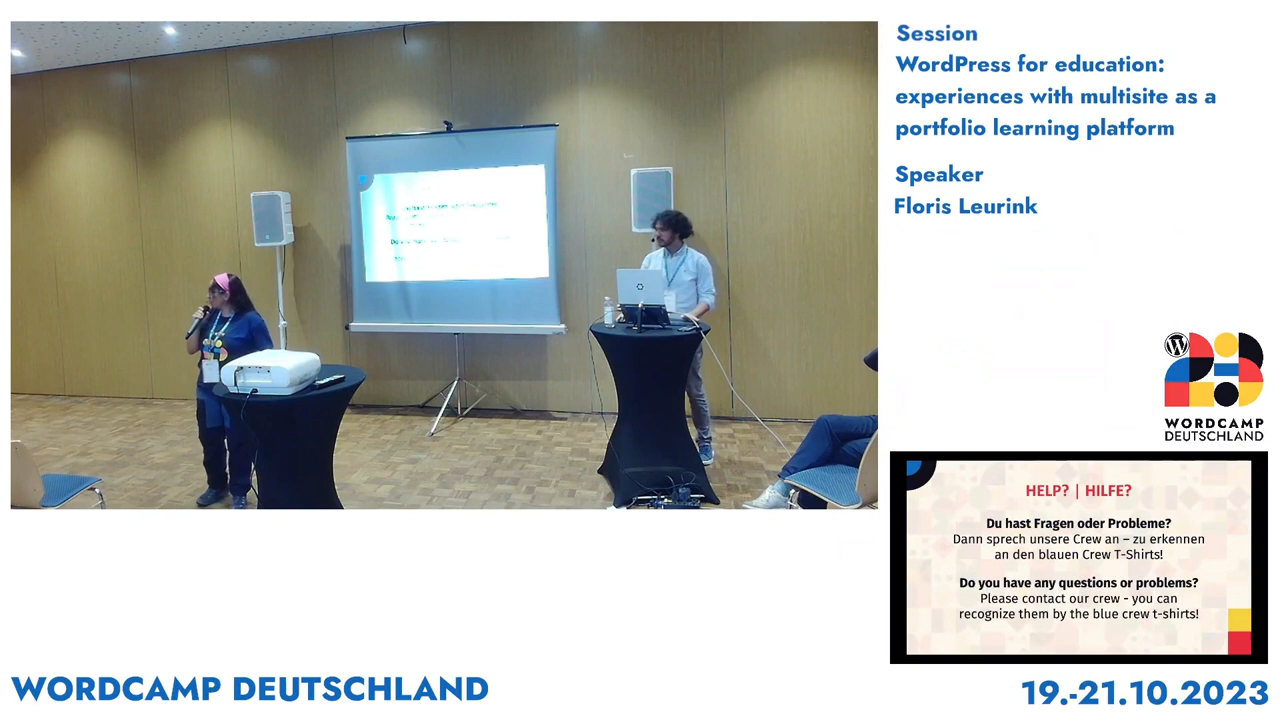 Session
WordPress for education:
experiences with multisite as a
portfolio learning platform
Speaker
Floris Leurink
WORDCAMP
DEUTSCHLAND
HELP? | HILFE?
Du hast Fragen oder Probleme?
Dann sprech unsere Crew an – zu erkennen
an den blauen Crew T-Shirts!
Do you have any questions or problems?
Please contact our crew - you can
recognize them by the blue crew t-shirts!
WORDCAMP DEUTSCHLAND
19.-21.10.2023